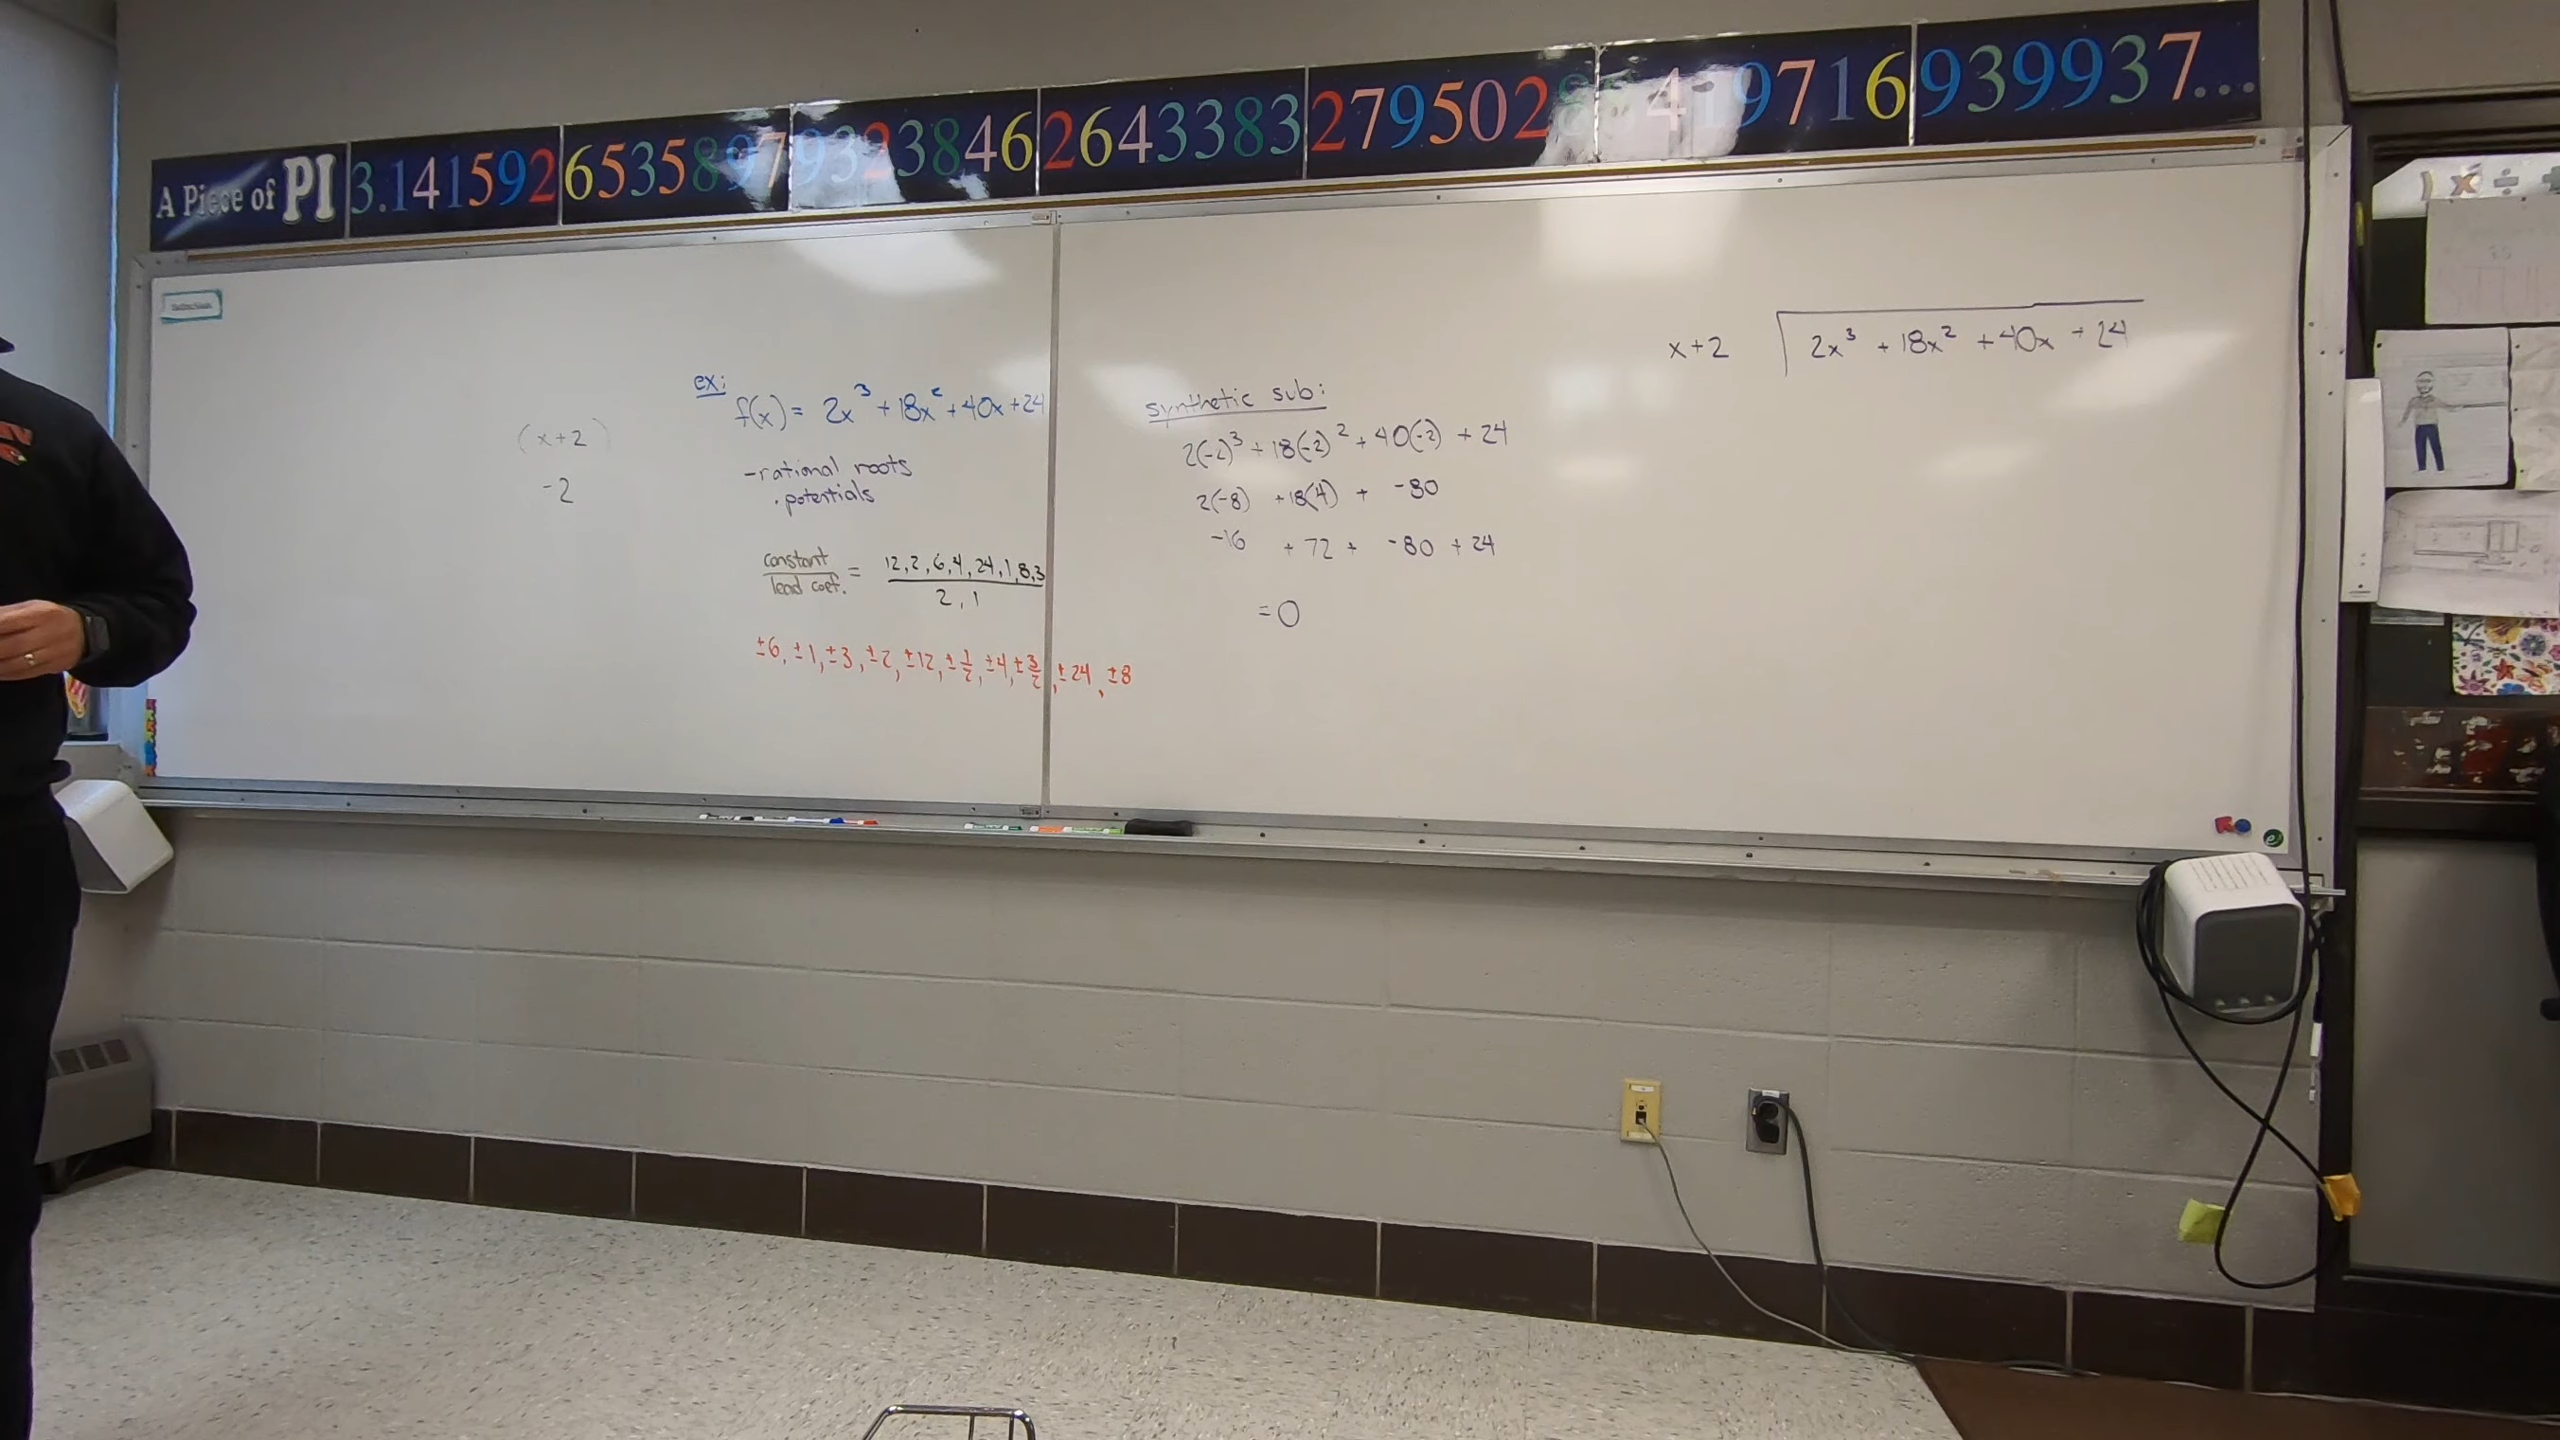 A Piece of PI 3.14159265358979323846264338327950288419716939937...
(x+2)
-2
ex:
f(x) = 2x³ + 18x² + 40x + 24
-rational roots
· potentials
constant / lead coef. = 12, 2, 6, 4, 24, 1, 8, 3 / 2, 1
±6, ±1, ±3, ±2, ±12, ±1/2, ±4, ±3/2, ±24, ±8
synthetic sub:
2(-2)³ + 18(-2)² + 40(-2) + 24
2(-8) + 18(4) + -80
-16 + 72 + -80 + 24
= 0
x+2 2x³ + 18x² + 40x + 24